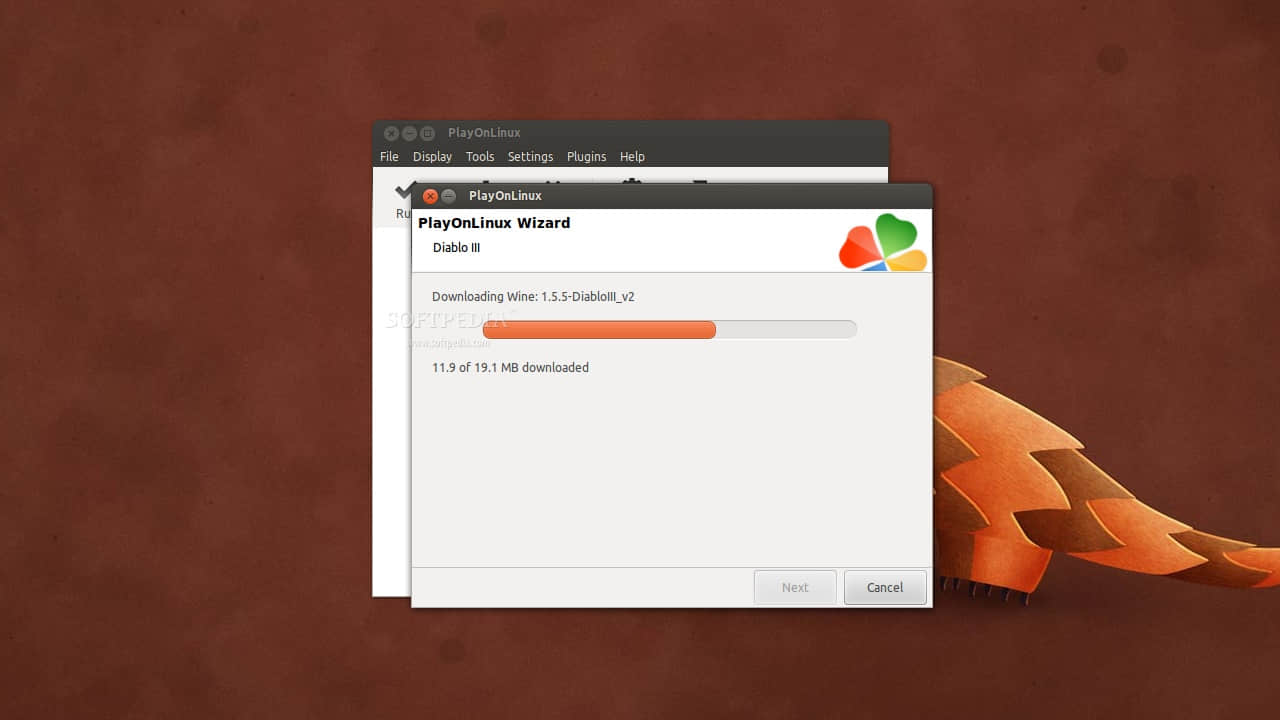 PlayOnLinux
File Display Tools Settings Plugins Help
Ru
PlayOnLinux
PlayOnLinux Wizard
Diablo III
Downloading Wine: 1.5.5-DiabloIII_v2
SOFTPEDIA
www.softpedia.com
11.9 of 19.1 MB downloaded
Next Cancel